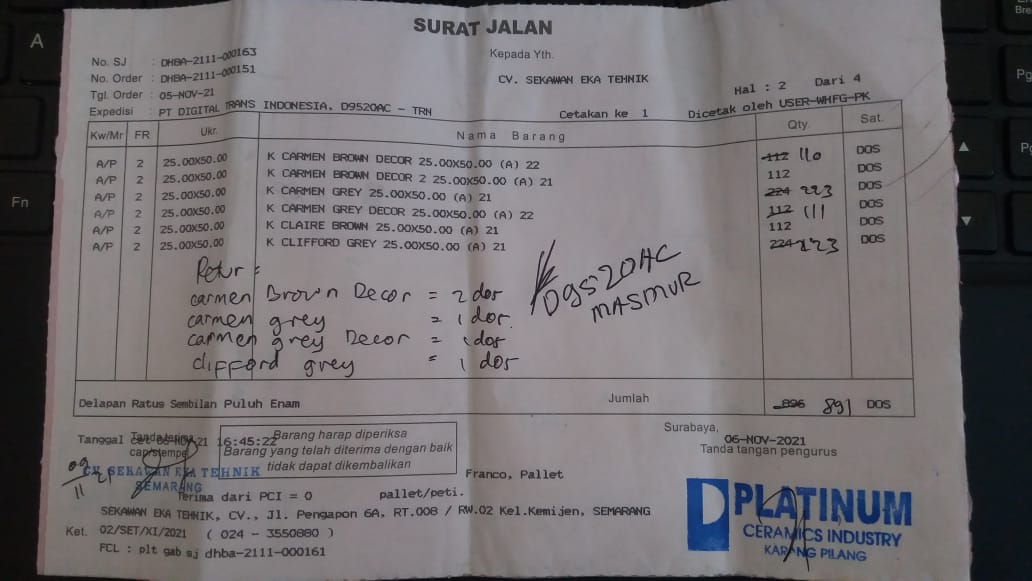 SURAT JALAN
Kepada Yth.
CV. SEKAWAN EKA TEHNIK
No. SJ : DHBA-2111-000163
No. Order : DHBA-2111-000151
Tgl. Order : 05-NOV-21
Expedisi : PT DIGITAL TRANS INDONESIA, D9520AC - TRN
Hal : 2 Dari 4
Cetakan ke 1 Dicetak oleh USER-WHFG-PK
Kw/Mr FR Ukr. Nama Barang Qty. Sat.
A/P 2 25.00X50.00 K CARMEN BROWN DECOR 25.00X50.00 (A) 22 112 110 DOS
A/P 2 25.00X50.00 K CARMEN BROWN DECOR 2 25.00X50.00 (A) 21 112 DOS
A/P 2 25.00X50.00 K CARMEN GREY 25.00X50.00 (A) 21 224 223 DOS
A/P 2 25.00X50.00 K CARMEN GREY DECOR 25.00X50.00 (A) 22 112 111 DOS
A/P 2 25.00X50.00 K CLAIRE BROWN 25.00X50.00 (A) 21 112 DOS
A/P 2 25.00X50.00 K CLIFFORD GREY 25.00X50.00 (A) 21 224 223 DOS
Retur :
carmen Brown Decor = 2 dos
carmen grey = 1 dos
carmen grey Decor = 1 dos
clifford grey = 1 dos
D9520AC
MASMUR
Delapan Ratus Sembilan Puluh Enam Jumlah 896 891 DOS
Tanggal cet 06-NOV-21 16:45:22
Tanda terima
cap/stempel
Barang harap diperiksa
Barang yang telah diterima dengan baik
tidak dapat dikembalikan
Surabaya, 06-NOV-2021
Tanda tangan pengurus
09/11 21
CV. SEKAWAN EKA TEHNIK
SEMARANG
Franco, Pallet
Terima dari PCI = 0 pallet/peti.
SEKAWAN EKA TEHNIK, CV., Jl. Pengapon 6A, RT.008 / RW.02 Kel.Kemijen, SEMARANG
Ket. 02/SET/XI/2021 ( 024 - 3550880 )
FCL : plt gab sj dhba-2111-000161
PLATINUM
CERAMICS INDUSTRY
KARANG PILANG
A
Fn